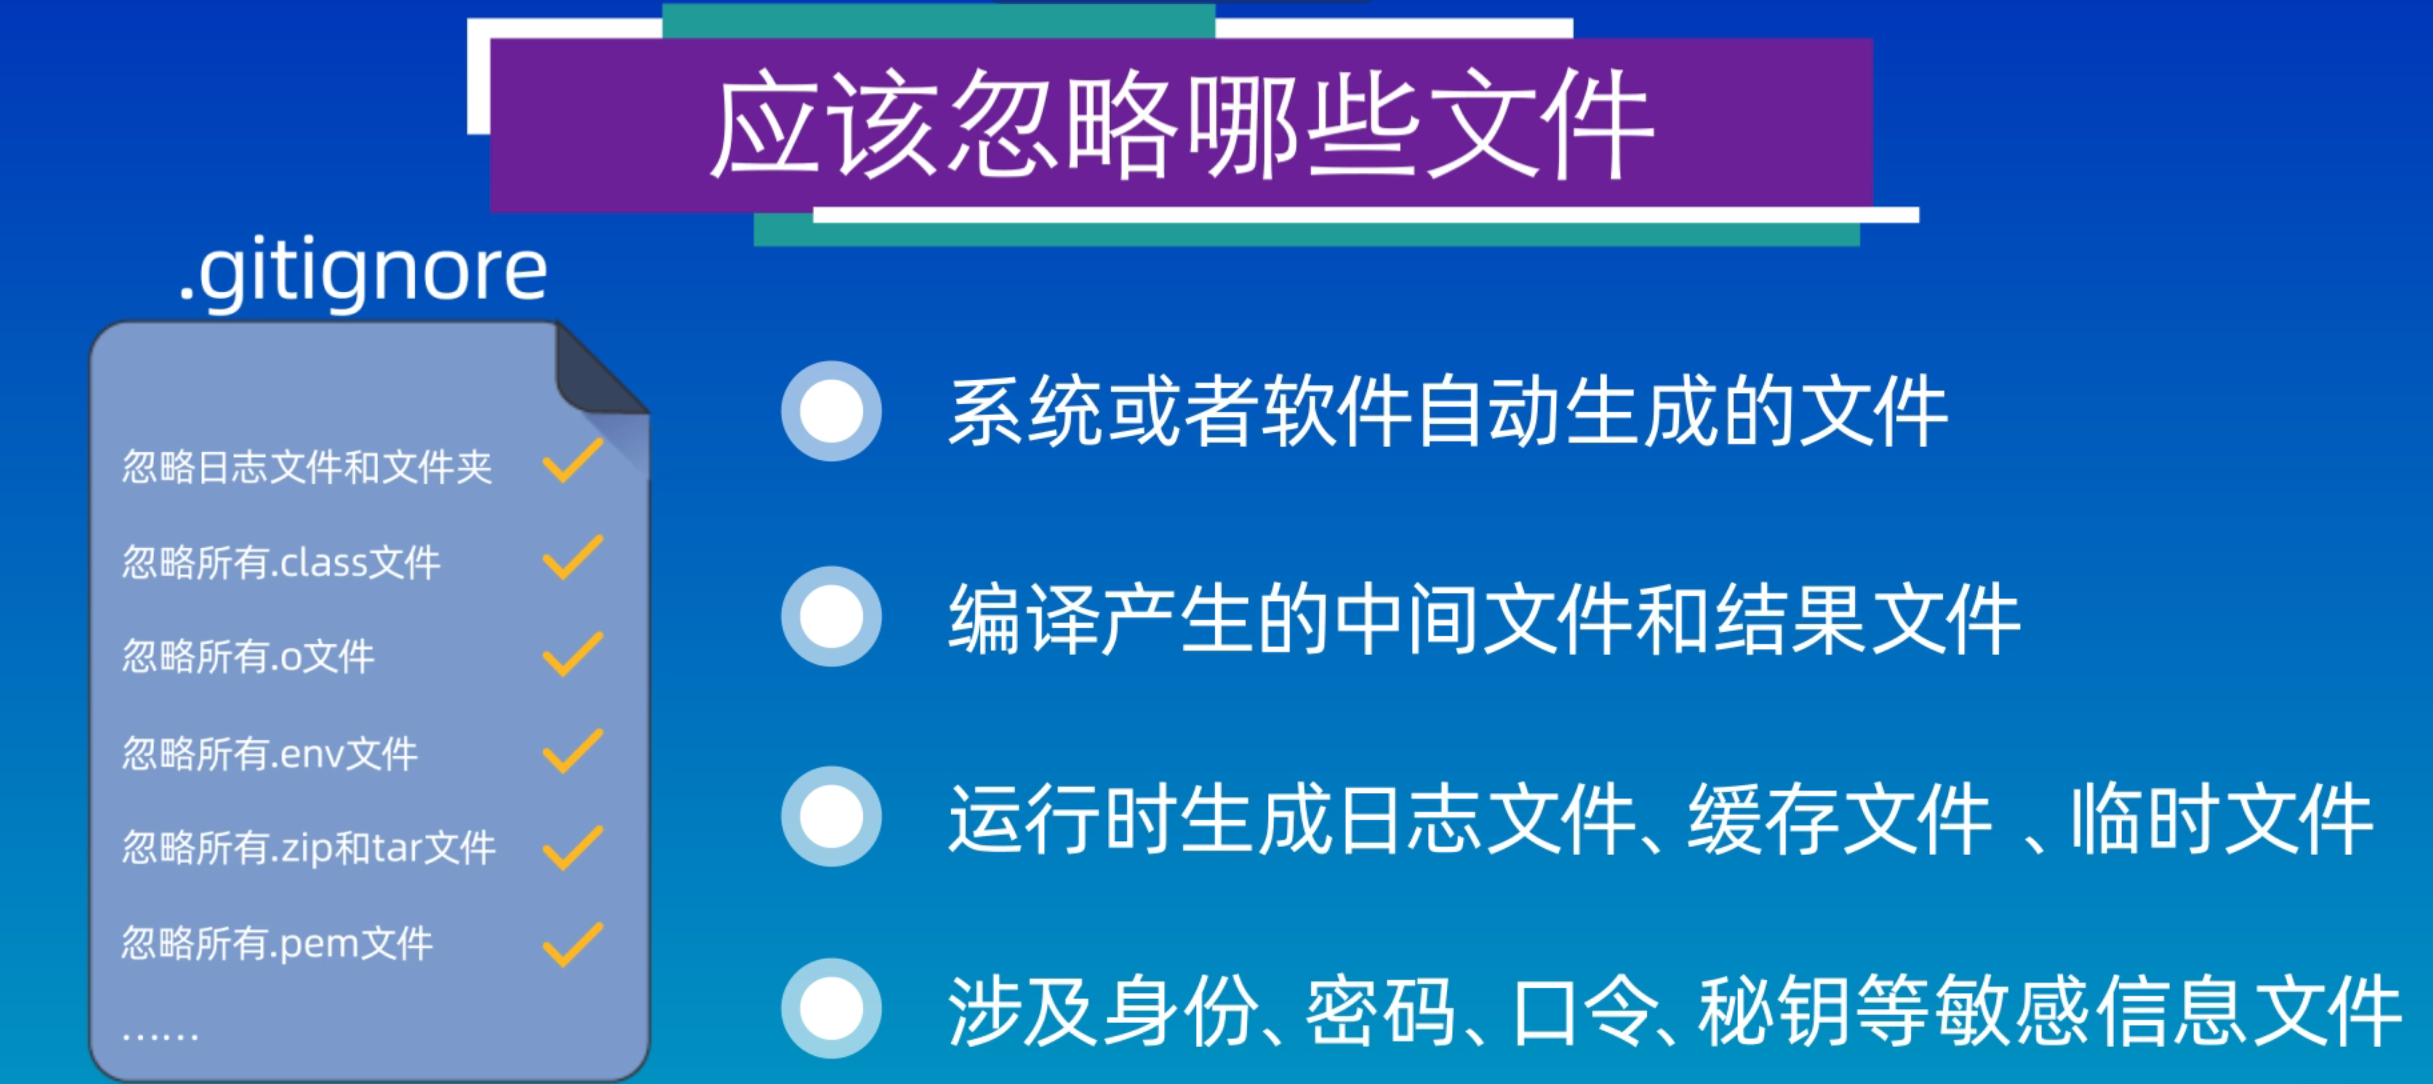 应该忽略哪些文件
.gitignore
忽略日志文件和文件夹
忽略所有.class文件
忽略所有.o文件
忽略所有.env文件
忽略所有.zip和tar文件
忽略所有.pem文件
……
系统或者软件自动生成的文件
编译产生的中间文件和结果文件
运行时生成日志文件、缓存文件 、临时文件
涉及身份、密码、口令、秘钥等敏感信息文件